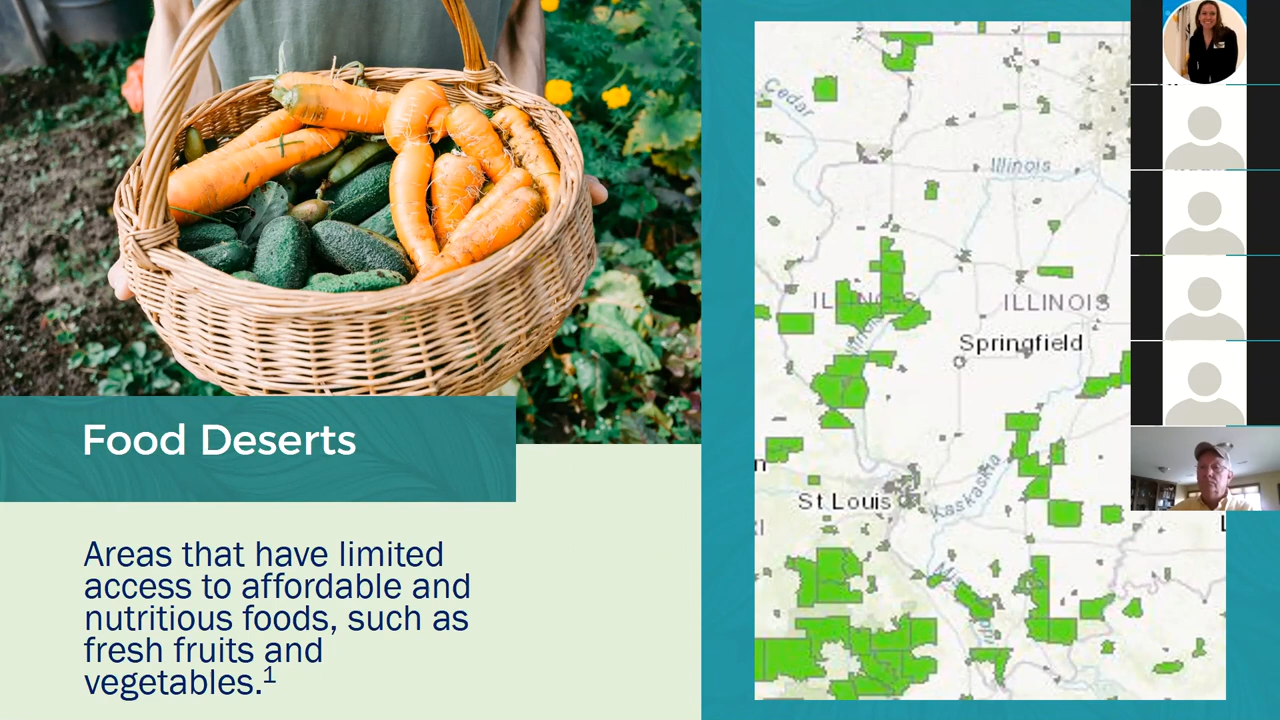 Food Deserts
Areas that have limited
access to affordable and
nutritious foods, such as
fresh fruits and
vegetables.1
Cedar
Illinois
ILLINOIS
ILLINOIS
Illinois
Springfield
St Louis
Kaskaskia